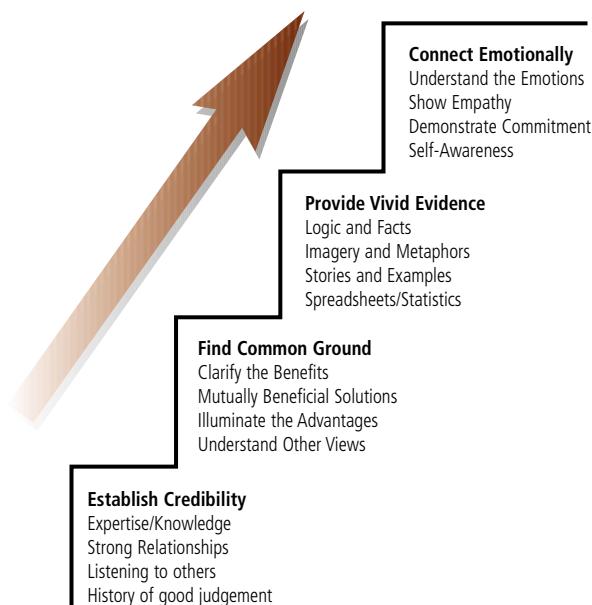 Connect Emotionally
Understand the Emotions
Show Empathy
Demonstrate Commitment
Self-Awareness
Provide Vivid Evidence
Logic and Facts
Imagery and Metaphors
Stories and Examples
Spreadsheets/Statistics
Find Common Ground
Clarify the Benefits
Mutually Beneficial Solutions
Illuminate the Advantages
Understand Other Views
Establish Credibility
Expertise/Knowledge
Strong Relationships
Listening to others
History of good judgement